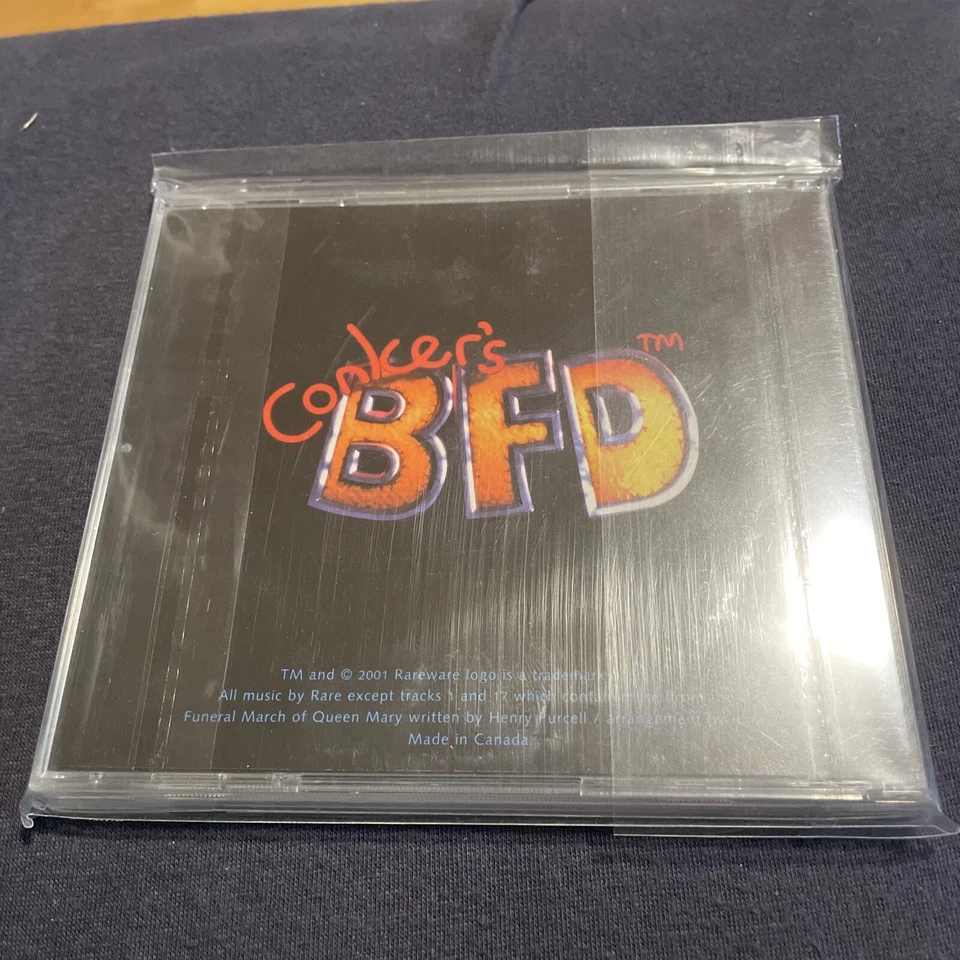 Conker's
BFD™
TM and © 2001 Rareware logo is a trademark
All music by Rare except tracks 1 and 17 which contain
Funeral March of Queen Mary written by Henry Purcell / arrangement
Made in Canada